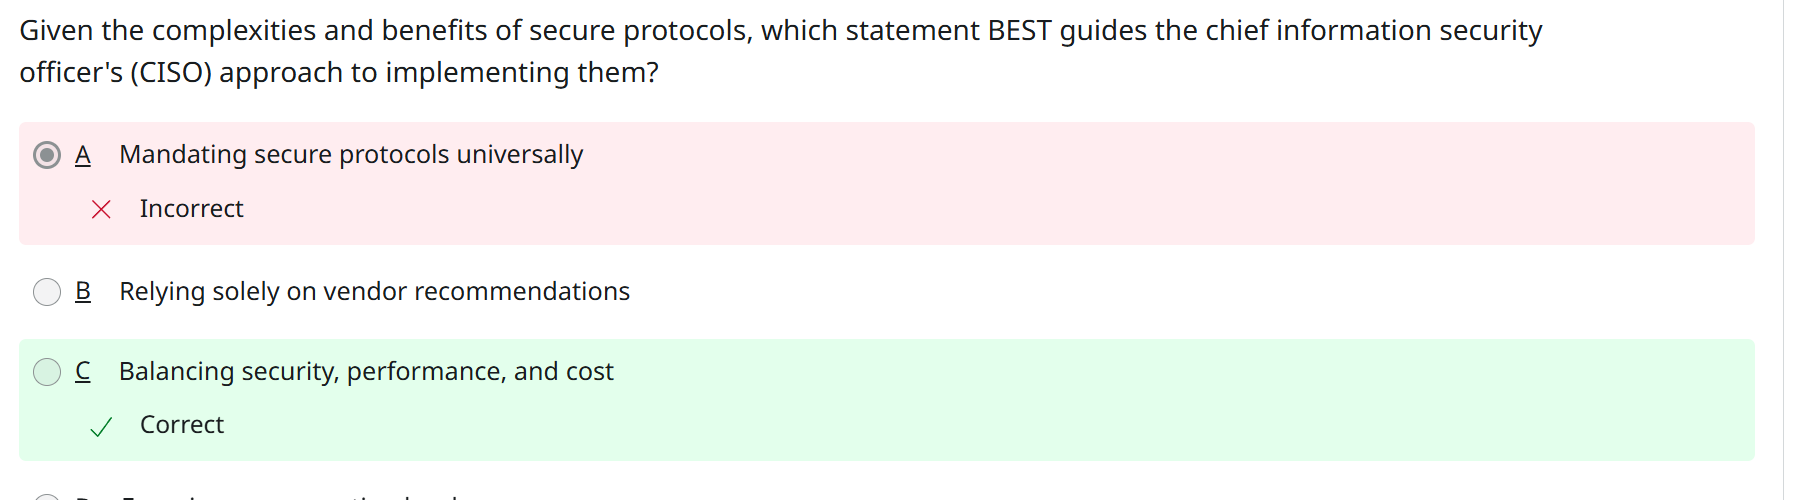 Given the complexities and benefits of secure protocols, which statement BEST guides the chief information security
officer's (CISO) approach to implementing them?
A Mandating secure protocols universally
Incorrect
B Relying solely on vendor recommendations
C Balancing security, performance, and cost
Correct